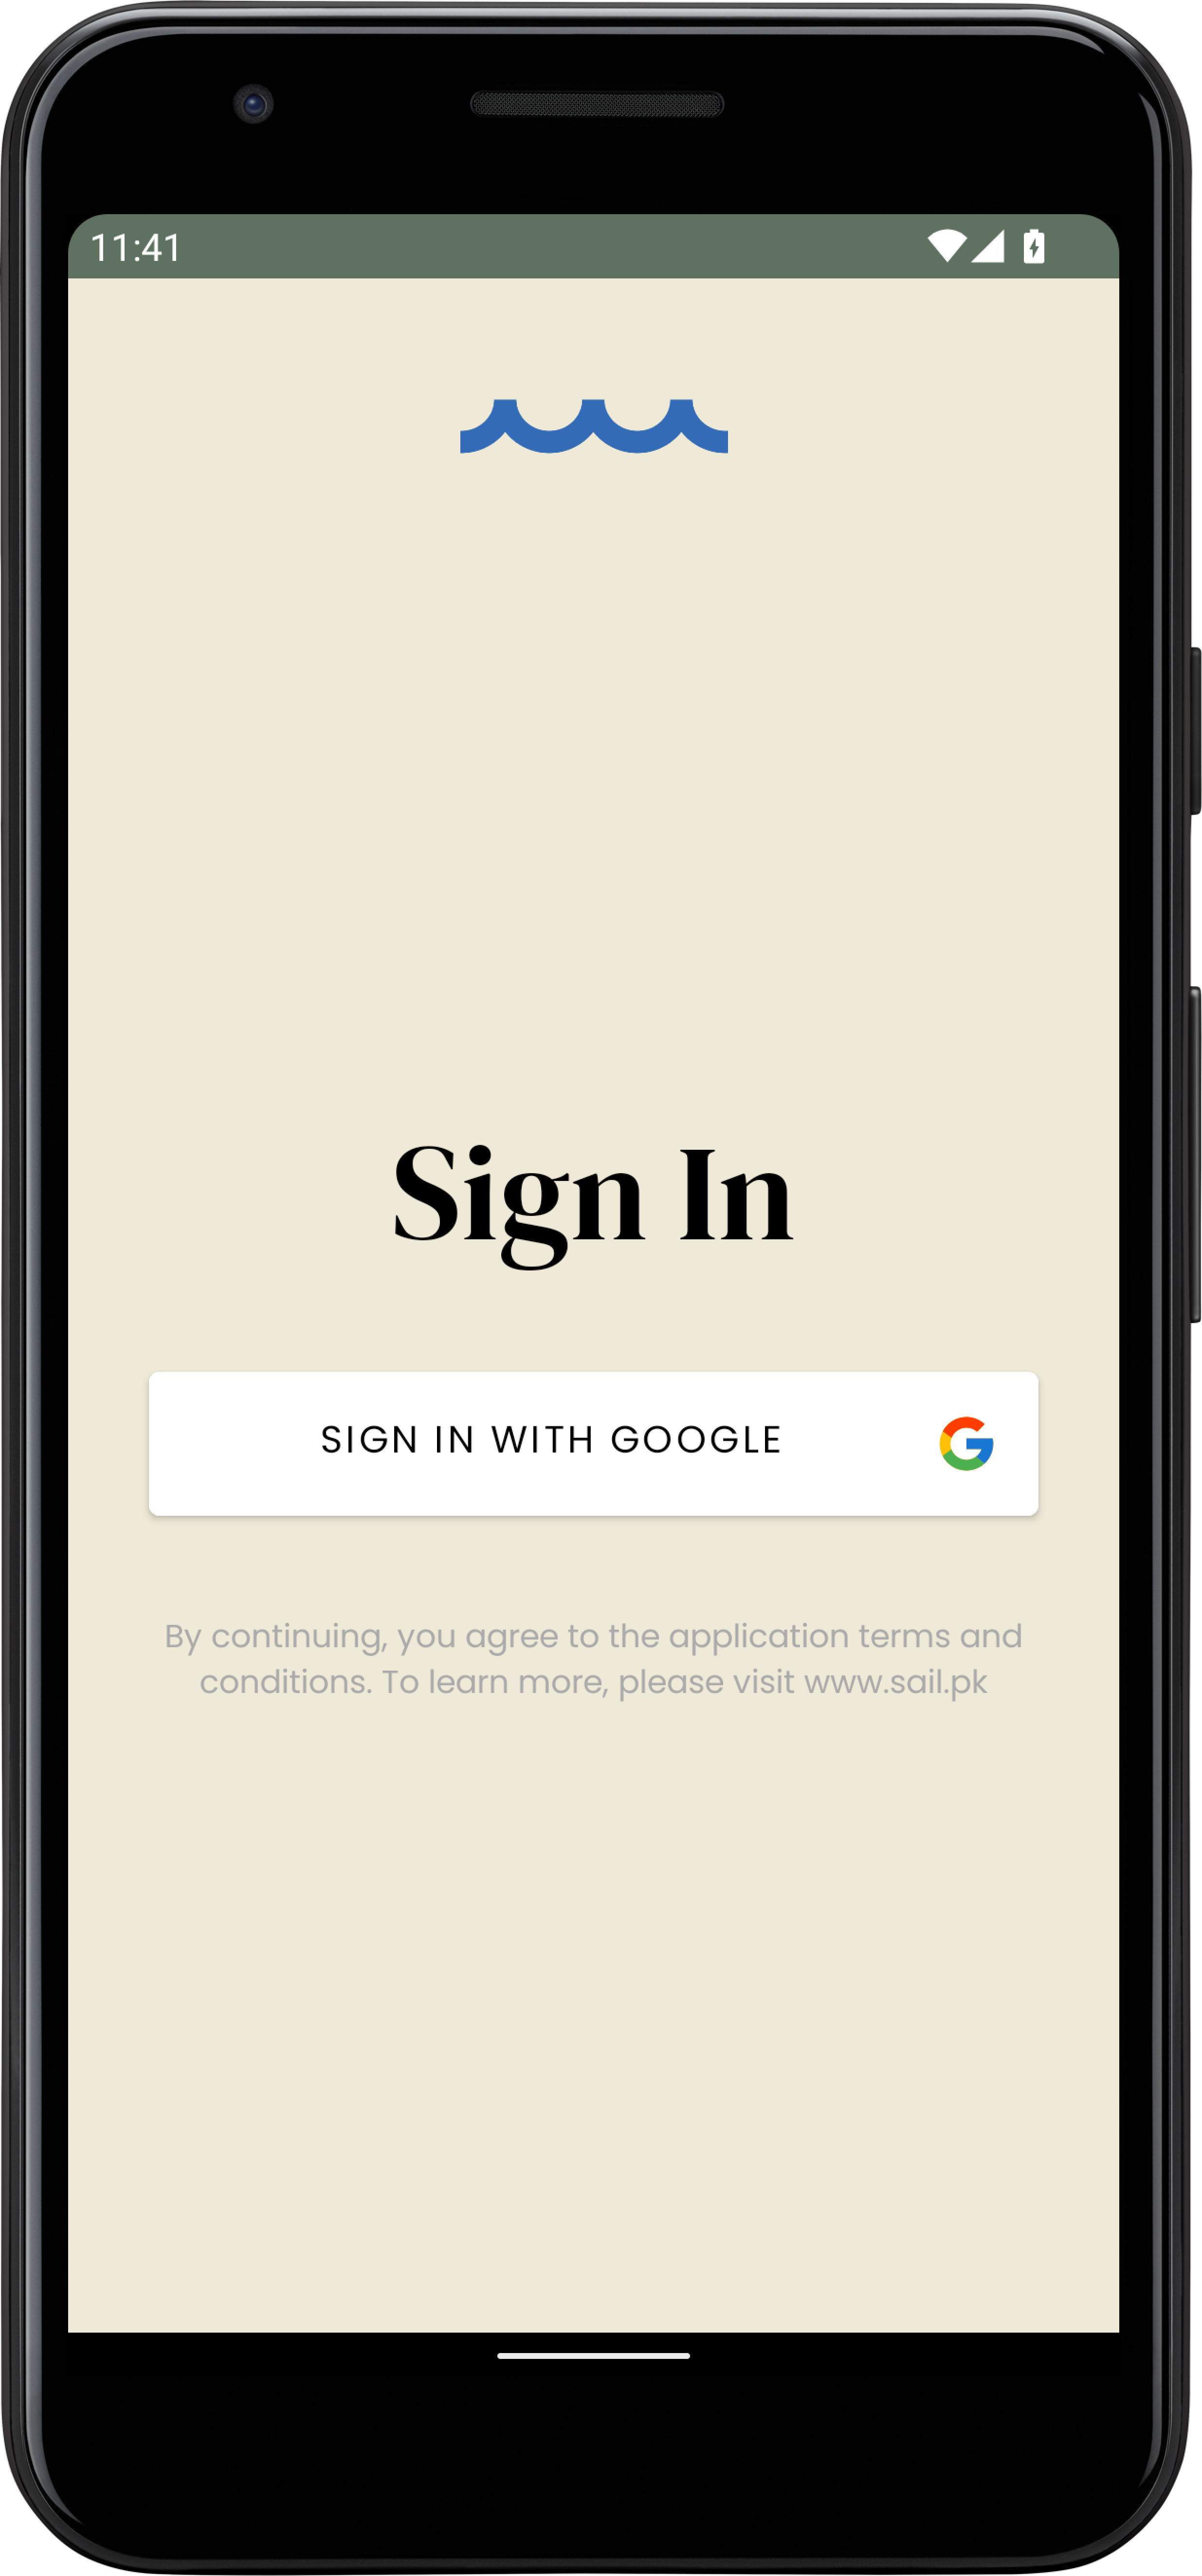 11:41
Sign In
SIGN IN WITH GOOGLE
By continuing, you agree to the application terms and
conditions. To learn more, please visit www.sail.pk